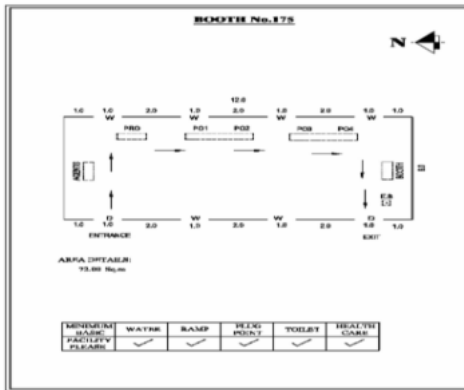 BOOTH No.175
N
12.0
1.0 1.0 2.0 1.0 2.0 1.0 2.0 1.0 1.0
W W W W
PRO PO1 PO2 PO3 PO4
AGENTS
BOOTH
D W W D
1.0 1.0 2.0 1.0 2.0 1.0 2.0 1.0 1.0
ENTRANCE EXIT
AREA DETAILS:
Sq.m
MINIMUM BASIC FACILITY PLEASE WATER RAMP PLUG POINT TOILET HEALTH CARE